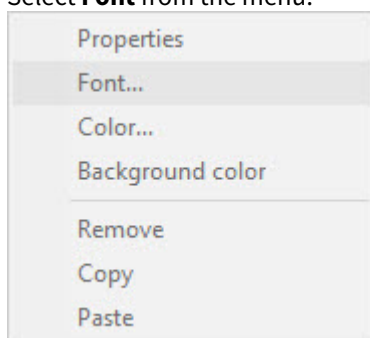 Select Font from the menu.
Properties
Font...
Color...
Background color
Remove
Copy
Paste